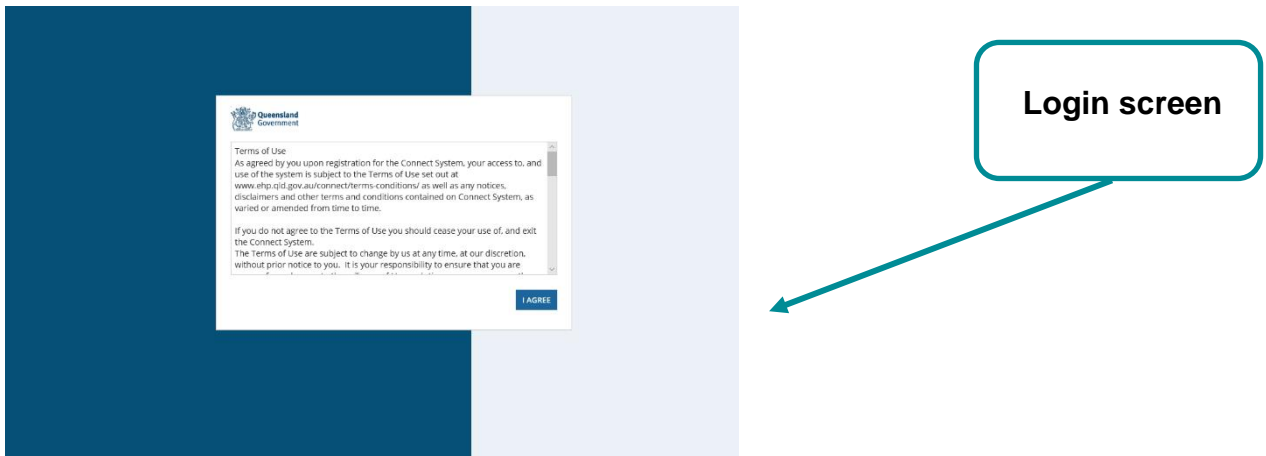 Queensland
Government
Terms of Use
As agreed by you upon registration for the Connect System, your access to, and
use of the system is subject to the Terms of Use set out at
www.ehp.qld.gov.au/connect/terms-conditions/ as well as any notices,
disclaimers and other terms and conditions contained on Connect System, as
varied or amended from time to time.
If you do not agree to the Terms of Use you should cease your use of, and exit
the Connect System.
The Terms of Use are subject to change by us at any time, at our discretion,
without prior notice to you. It is your responsibility to ensure that you are
I AGREE
Login screen